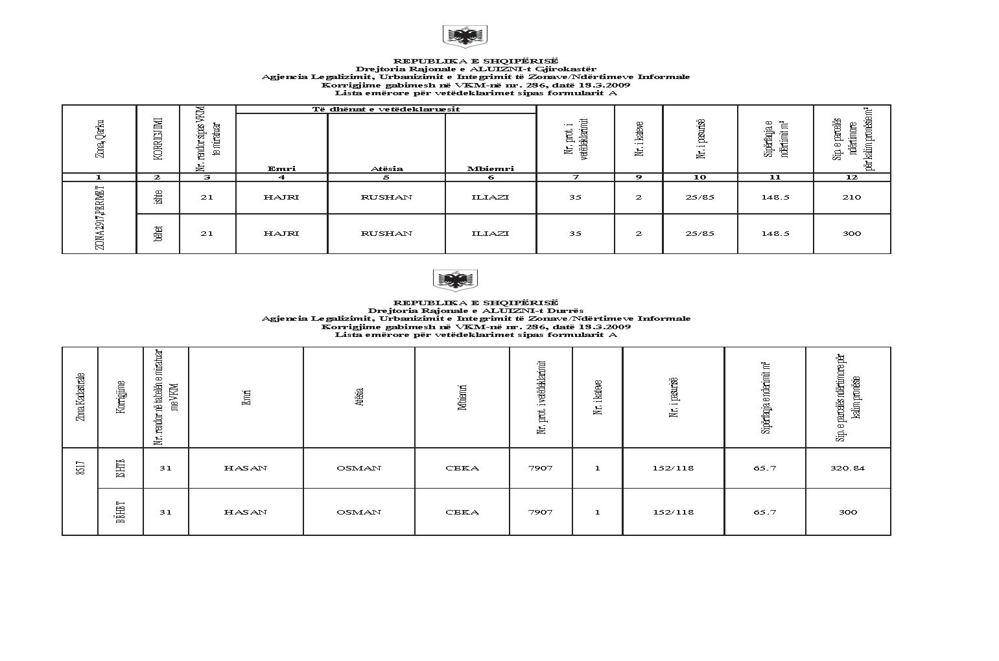 REPUBLIKA E SHQIPËRISË
Drejtoria Rajonale e ALUIZNI-t Gjirokastër
Agjencia Legalizimit, Urbanizimit e Integrimit të Zonave/Ndërtimeve Informale
Korrigjime gabimesh në VKM-në nr. 286, datë 18.3.2009
Lista emërore për vetëdeklarimet sipas formularit A
Zona, Qarku
KORRIGJIMI
Nr. rendor sipas VKM
te miratuar
Të dhënat e vetëdeklaruesit
Emri
Atësia
Mbiemri
Nr. prot. i
vetëdeklarimit
Nr. i kateve
Nr. i pasurisë
Sipërfaqja e
ndërtimit m²
Sip. e parcelës
ndërtimore
për kalim pronësie m²
1 2 3 4 5 6 7 9 10 11 12
ZONA 2917,PERMET
ishte 21 HAJRI RUSHAN ILIAZI 35 2 25/85 148.5 210
bëhet 21 HAJRI RUSHAN ILIAZI 35 2 25/85 148.5 300
REPUBLIKA E SHQIPËRISË
Drejtoria Rajonale e ALUIZNI-t Durrës
Agjencia Legalizimit, Urbanizimit e Integrimit të Zonave/Ndërtimeve Informale
Korrigjime gabimesh në VKM-në nr. 286, datë 18.3.2009
Lista emërore për vetëdeklarimet sipas formularit A
Zona Kadastrale
Korrigjime
Nr. rendor në tabelën e miratuar
me VKM
Emri
Atësia
Mbiemri
Nr. prot. i vetëdeklarimit
Nr. i kateve
Nr. i pasurisë
Sipërfaqja e nderimit m²
Sip. e parcelës ndërtimore për
kalim pronësie
8517
ISHTE 31 HASAN OSMAN CEKA 7907 1 152/118 65.7 320.84
BËHET 31 HASAN OSMAN CEKA 7907 1 152/118 65.7 300